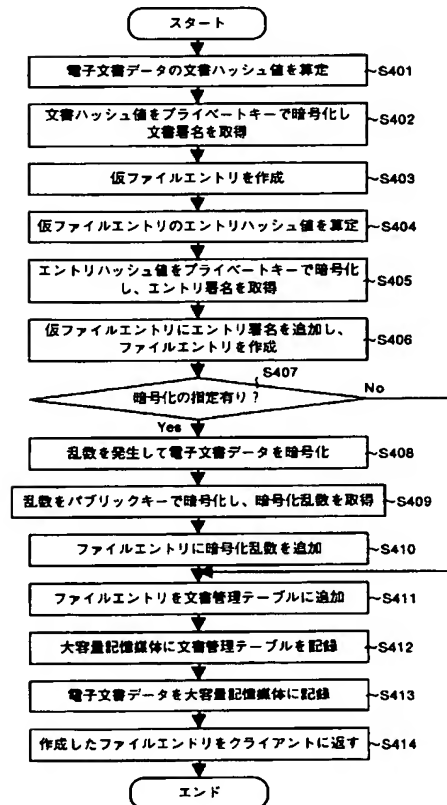 スタート
電子文書データの文書ハッシュ値を算定
S401
文書ハッシュ値をプライベートキーで暗号化し
文書署名を取得
S402
仮ファイルエントリを作成
S403
仮ファイルエントリのエントリハッシュ値を算定
S404
エントリハッシュ値をプライベートキーで暗号化
し、エントリ署名を取得
S405
仮ファイルエントリにエントリ署名を追加し、
ファイルエントリを作成
S406
S407
暗号化の指定有り?
No
Yes
乱数を発生して電子文書データを暗号化
S408
乱数をパブリックキーで暗号化し、暗号化乱数を取得
S409
ファイルエントリに暗号化乱数を追加
S410
ファイルエントリを文書管理テーブルに追加
S411
大容量記憶媒体に文書管理テーブルを記録
S412
電子文書データを大容量記憶媒体に記録
S413
作成したファイルエンドリをクライアントに返す
S414
エンド